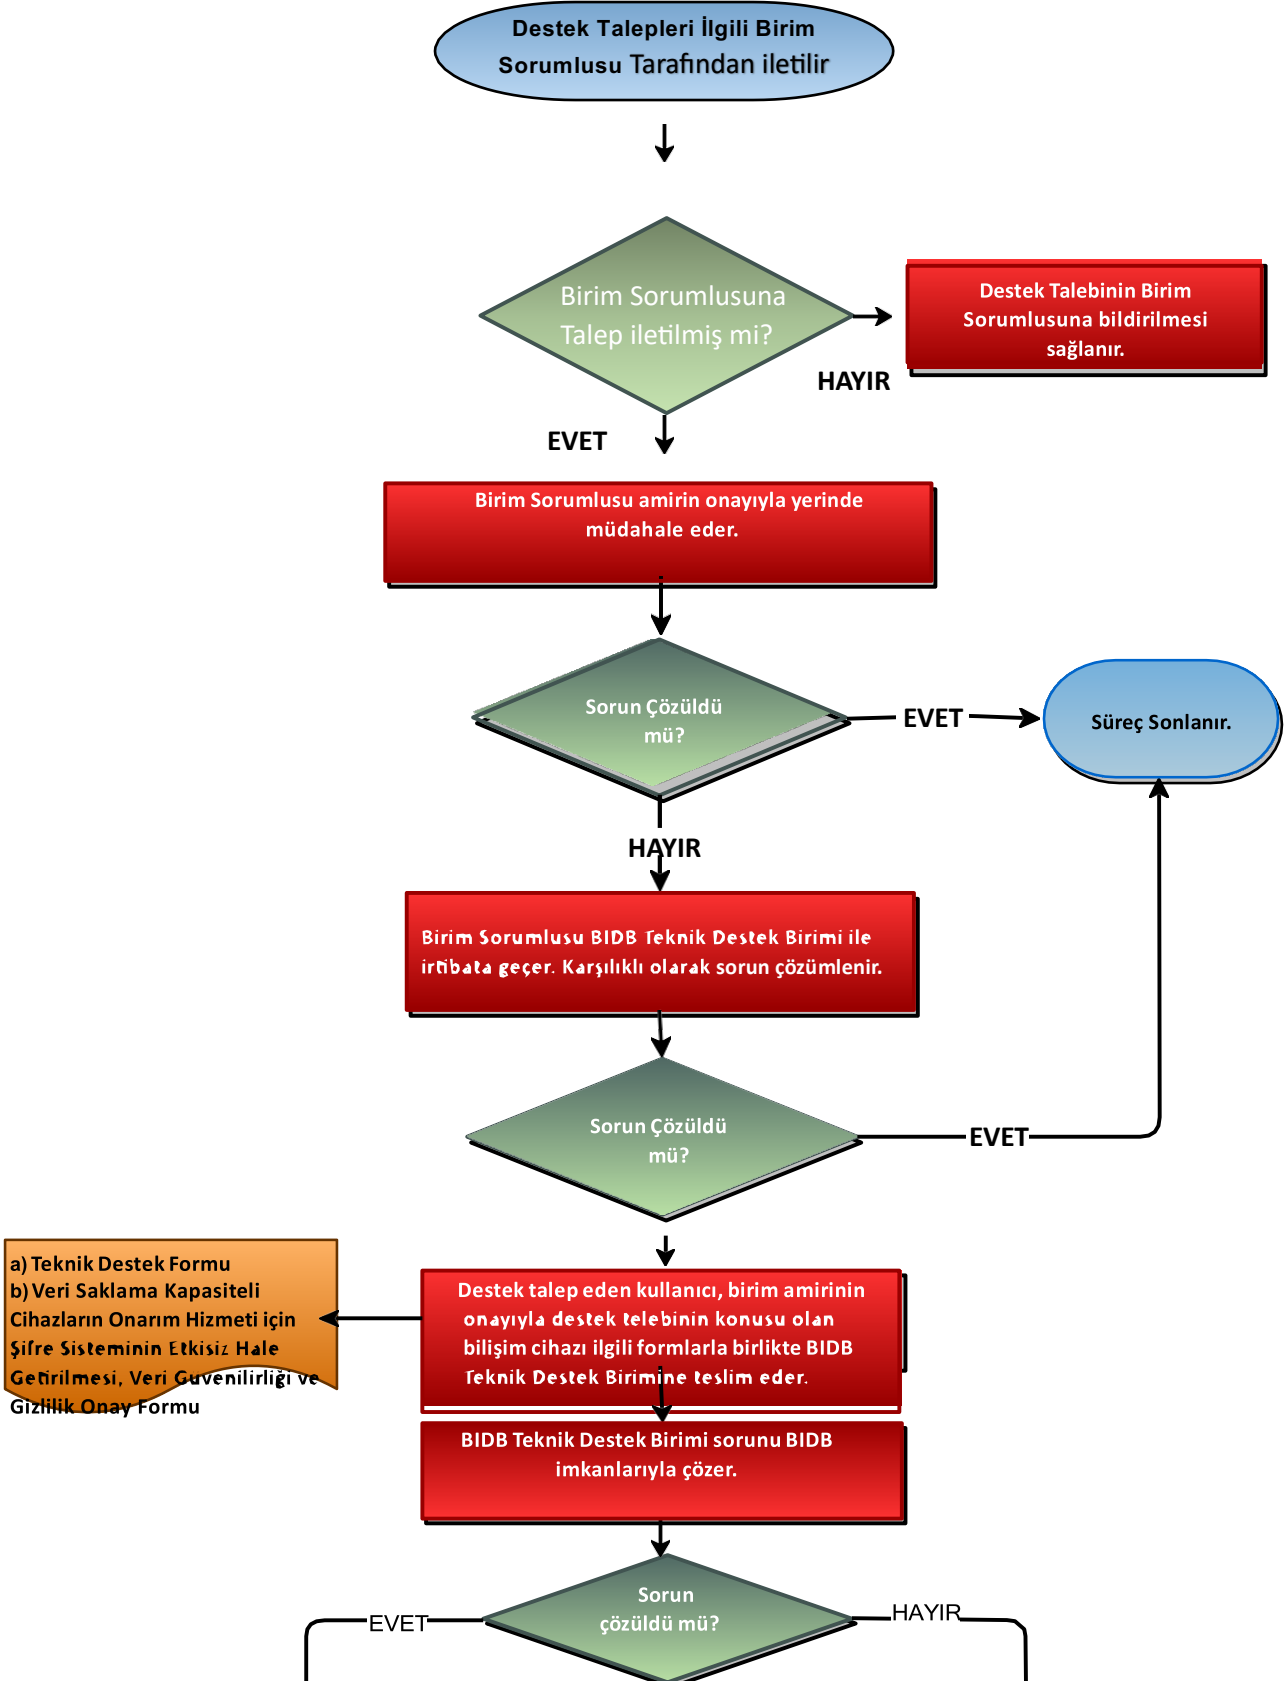 Destek Talepleri İlgili Birim
Sorumlusu Tarafından iletilir
Birim Sorumlusuna
Talep iletilmiş mi?
Destek Talebinin Birim
Sorumlusuna bildirilmesi
sağlanır.
HAYIR
EVET
Birim Sorumlusu amirin onayıyla yerinde
müdahale eder.
Sorun Çözüldü
mü?
EVET
Süreç Sonlanır.
HAYIR
Birim Sorumlusu BIDB Teknik Destek Birimi ile
irtibata geçer. Karşılıklı olarak sorun çözümlenir.
Sorun Çözüldü
mü?
EVET
a) Teknik Destek Formu
b) Veri Saklama Kapasiteli
Cihazların Onarım Hizmeti için
Şifre Sisteminin Etkisiz Hale
Getirilmesi, Veri Güvenilirliği ve
Gizlilik Onay Formu
Destek talep eden kullanıcı, birim amirinin
onayıyla destek telebinin konusu olan
bilişim cihazı ilgili formlarla birlikte BIDB
Teknik Destek Birimine teslim eder.
BIDB Teknik Destek Birimi sorunu BIDB
imkanlarıyla çözer.
Sorun
çözüldü mü?
EVET
HAYIR